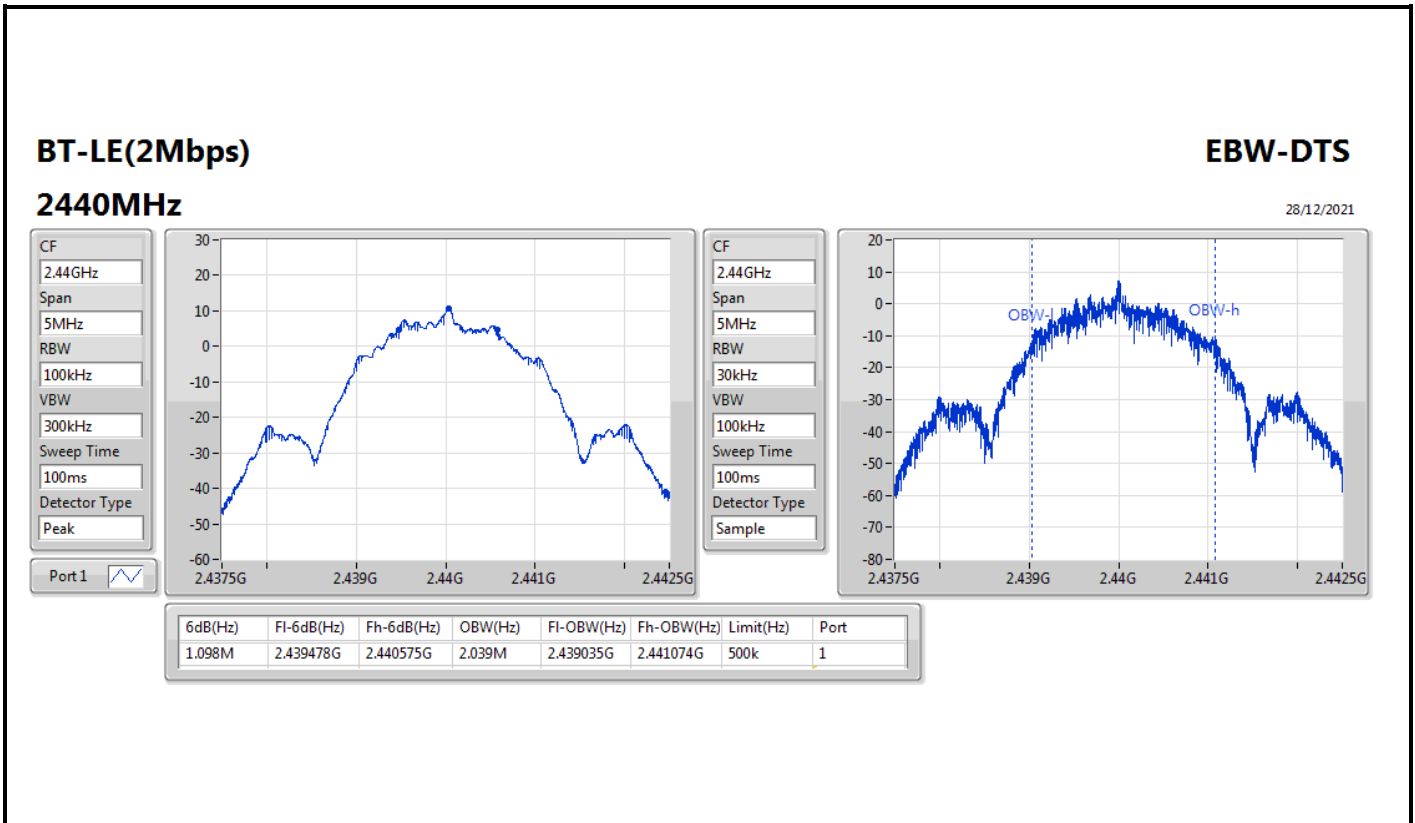 BT-LE(2Mbps)
EBW-DTS
2440MHz
28/12/2021
CF
2.44GHz
Span
5MHz
RBW
100kHz
VBW
300kHz
Sweep Time
100ms
Detector Type
Peak
Port 1
30
20
10
0
-10
-20
-30
-40
-50
-60
2.4375G
2.439G
2.44G
2.441G
2.4425G
CF
2.44GHz
Span
5MHz
RBW
30kHz
VBW
100kHz
Sweep Time
100ms
Detector Type
Sample
20
10
0
-10
-20
-30
-40
-50
-60
-70
-80
OBW-l
OBW-h
2.4375G
2.439G
2.44G
2.441G
2.4425G
6dB(Hz) Fl-6dB(Hz) Fh-6dB(Hz) OBW(Hz) Fl-OBW(Hz) Fh-OBW(Hz) Limit(Hz) Port
1.098M 2.439478G 2.440575G 2.039M 2.439035G 2.441074G 500k 1